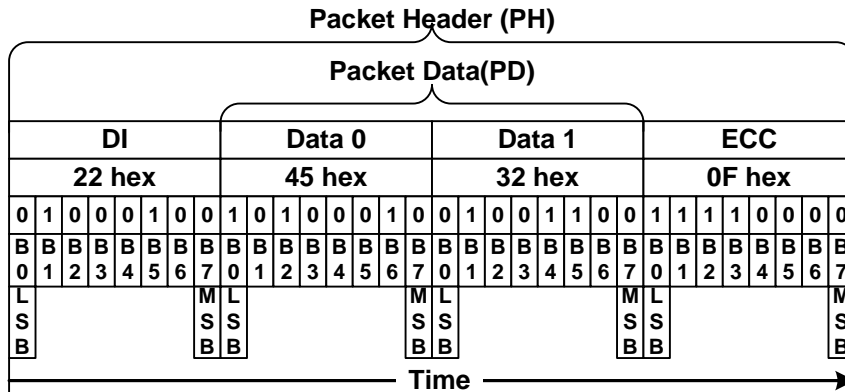 Packet Header (PH)
Packet Data(PD)
DI Data 0 Data 1 ECC
22 hex 45 hex 32 hex 0F hex
0 1 0 0 0 1 0 0 1 0 1 0 0 0 1 0 0 1 0 0 1 1 0 0 1 1 1 1 0 0 0 0
B B B B B B B B B B B B B B B B B B B B B B B B B B B B B B B B
0 1 2 3 4 5 6 7 0 1 2 3 4 5 6 7 0 1 2 3 4 5 6 7 0 1 2 3 4 5 6 7
L M L M L M L M
S S S S S S S S
B B B B B B B B
Time